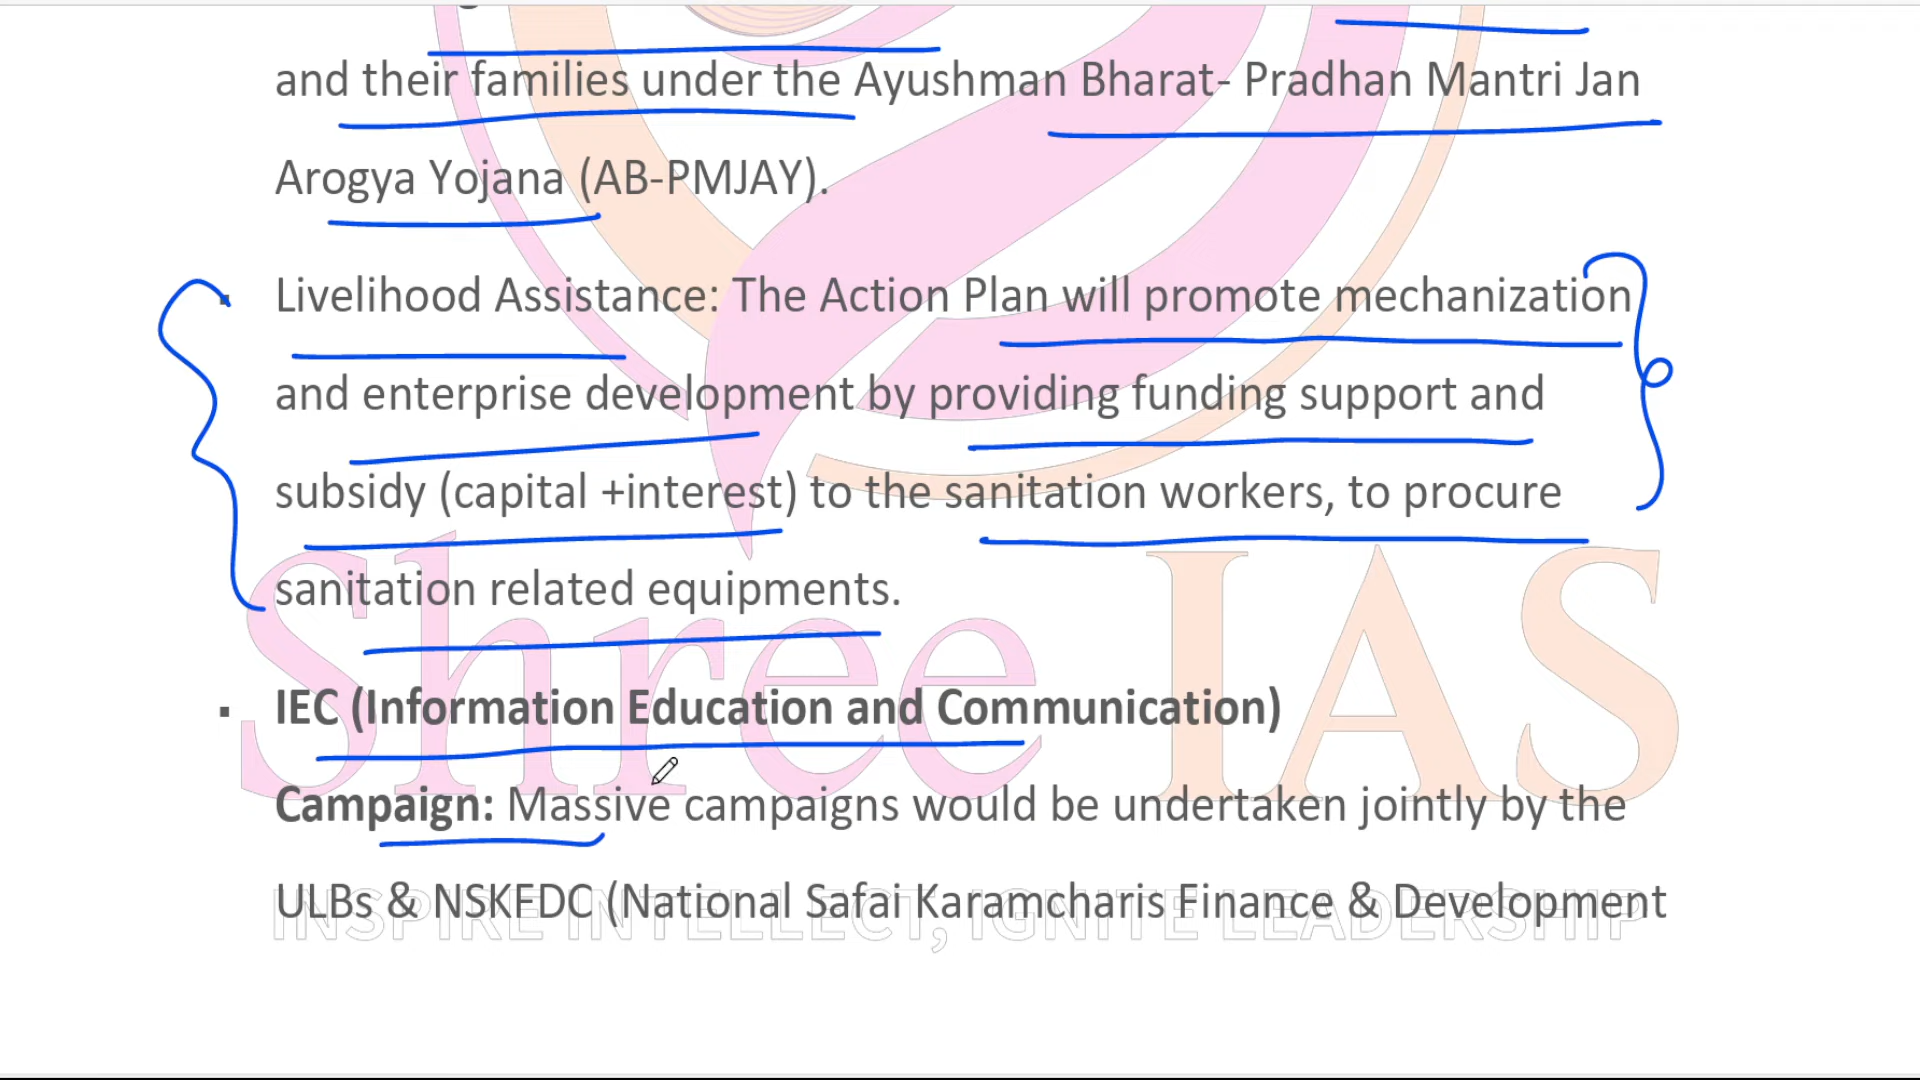 and their families under the Ayushman Bharat- Pradhan Mantri Jan
Arogya Yojana (AB-PMJAY).
▪ Livelihood Assistance: The Action Plan will promote mechanization
and enterprise development by providing funding support and
subsidy (capital +interest) to the sanitation workers, to procure
sanitation related equipments.
▪ IEC (Information Education and Communication)
Campaign: Massive campaigns would be undertaken jointly by the
ULBs & NSKFDC (National Safai Karamcharis Finance & Development
Shree IAS
INSPIRE INTELLECT, IGNITE LEADERSHIP